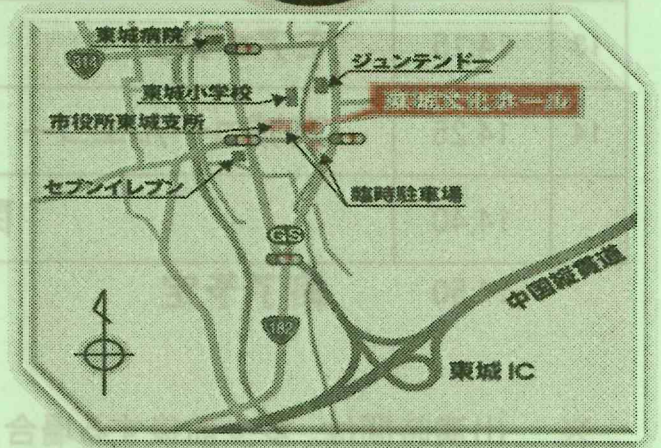 東城病院
314
ジュンテンドー
東城小学校
東城文化ホール
市役所東城支所
セブンイレブン
臨時駐車場
GS
中国縦貫道
182
東城IC